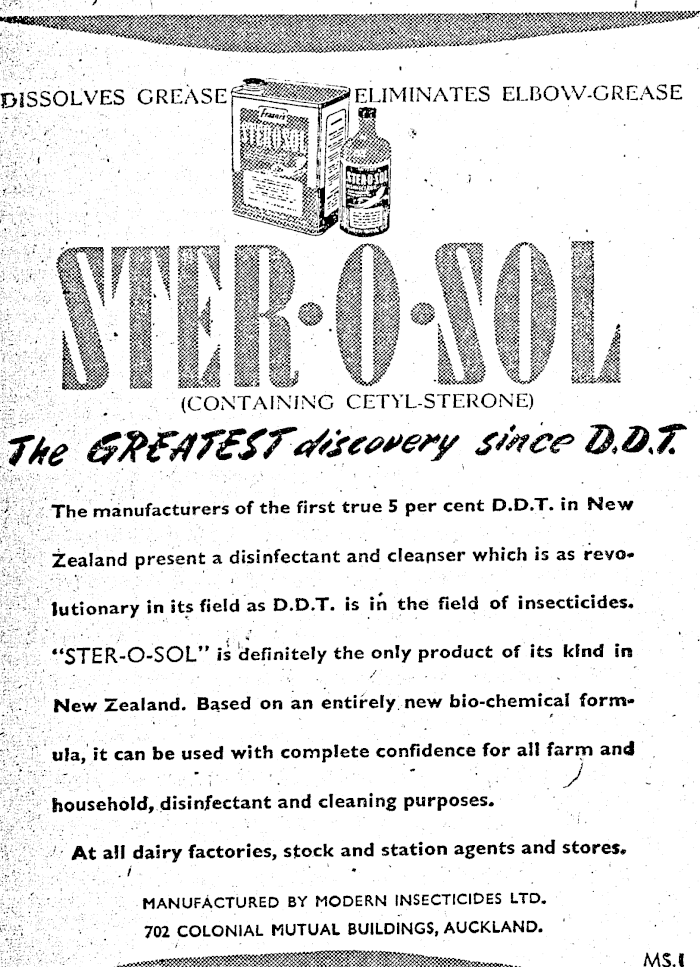 DISSOLVES GREASE ELIMINATES ELBOW-GREASE
STEROSOL
STEROSOL
STER·O·SOL
(CONTAINING CETYL-STERONE)
The GREATEST discovery since D.D.T.
The manufacturers of the first true 5 per cent D.D.T. in New
Zealand present a disinfectant and cleanser which is as revo-
lutionary in its field as D.D.T. is in the field of insecticides.
"STER-O-SOL" is definitely the only product of its kind in
New Zealand. Based on an entirely new bio-chemical form-
ula, it can be used with complete confidence for all farm and
household, disinfectant and cleaning purposes.
At all dairy factories, stock and station agents and stores.
MANUFACTURED BY MODERN INSECTICIDES LTD.
702 COLONIAL MUTUAL BUILDINGS, AUCKLAND.
MS.1